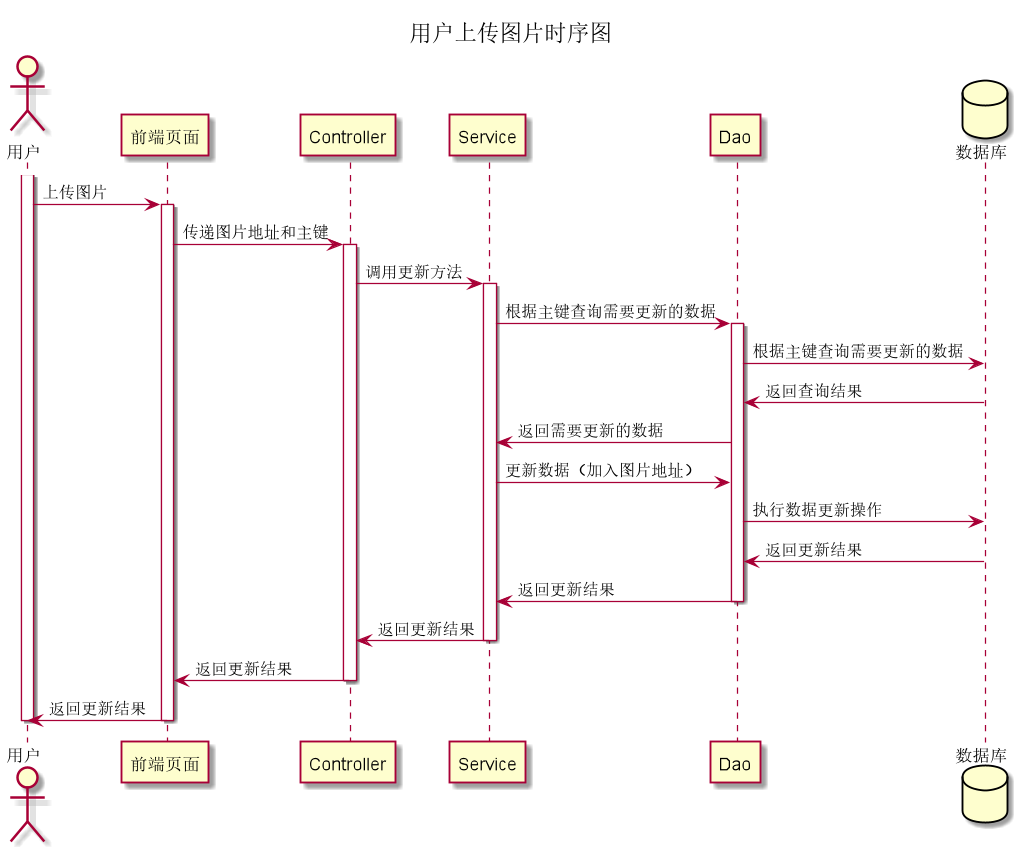 用户上传图片时序图
用户
前端页面
Controller
Service
Dao
数据库
上传图片
传递图片地址和主键
调用更新方法
根据主键查询需要更新的数据
根据主键查询需要更新的数据
返回查询结果
返回需要更新的数据
更新数据（加入图片地址）
执行数据更新操作
返回更新结果
返回更新结果
返回更新结果
返回更新结果
返回更新结果
用户
前端页面
Controller
Service
Dao
数据库